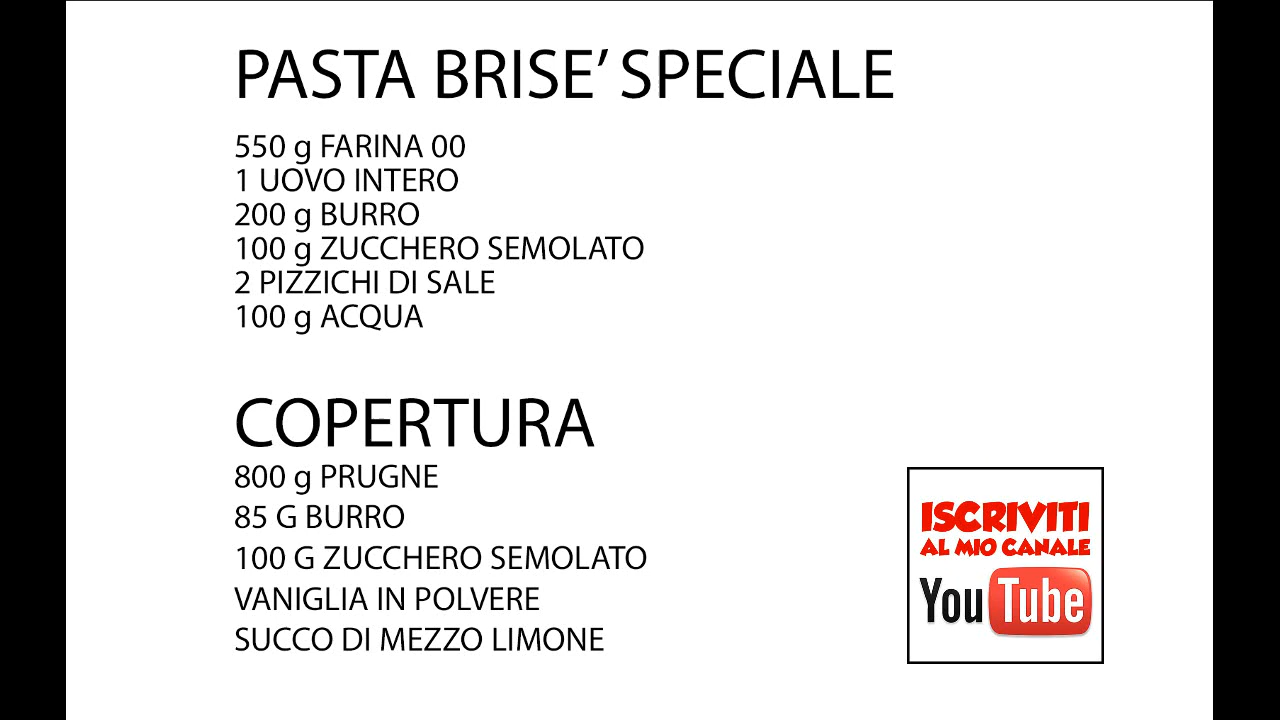 PASTA BRISE’ SPECIALE
550 g FARINA 00
1 UOVO INTERO
200 g BURRO
100 g ZUCCHERO SEMOLATO
2 PIZZICHI DI SALE
100 g ACQUA
COPERTURA
800 g PRUGNE
85 G BURRO
100 G ZUCCHERO SEMOLATO
VANIGLIA IN POLVERE
SUCCO DI MEZZO LIMONE
ISCRIVITI
AL MIO CANALE
YouTube